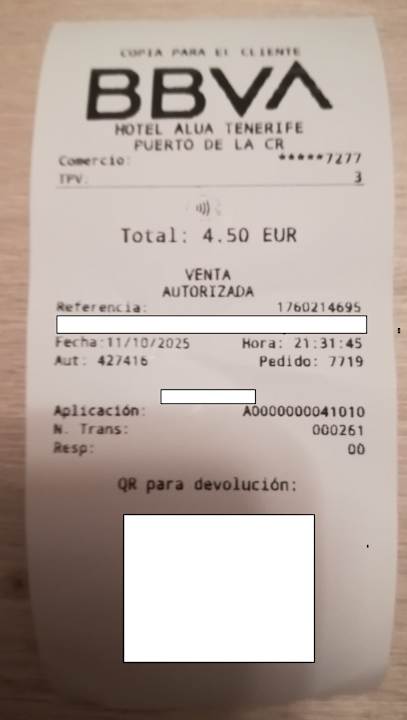 COPIA PARA EL CLIENTE
BBVA
HOTEL ALUA TENERIFE
PUERTO DE LA CR
Comercio: *****7277
TPV: 3
Total: 4.50 EUR
VENTA
AUTORIZADA
Referencia: 1760214695
Fecha:11/10/2025 Hora: 21:31:45
Aut: 427416 Pedido: 7719
Aplicación: A0000000041010
N. Trans: 000261
Resp: 00
QR para devolución: